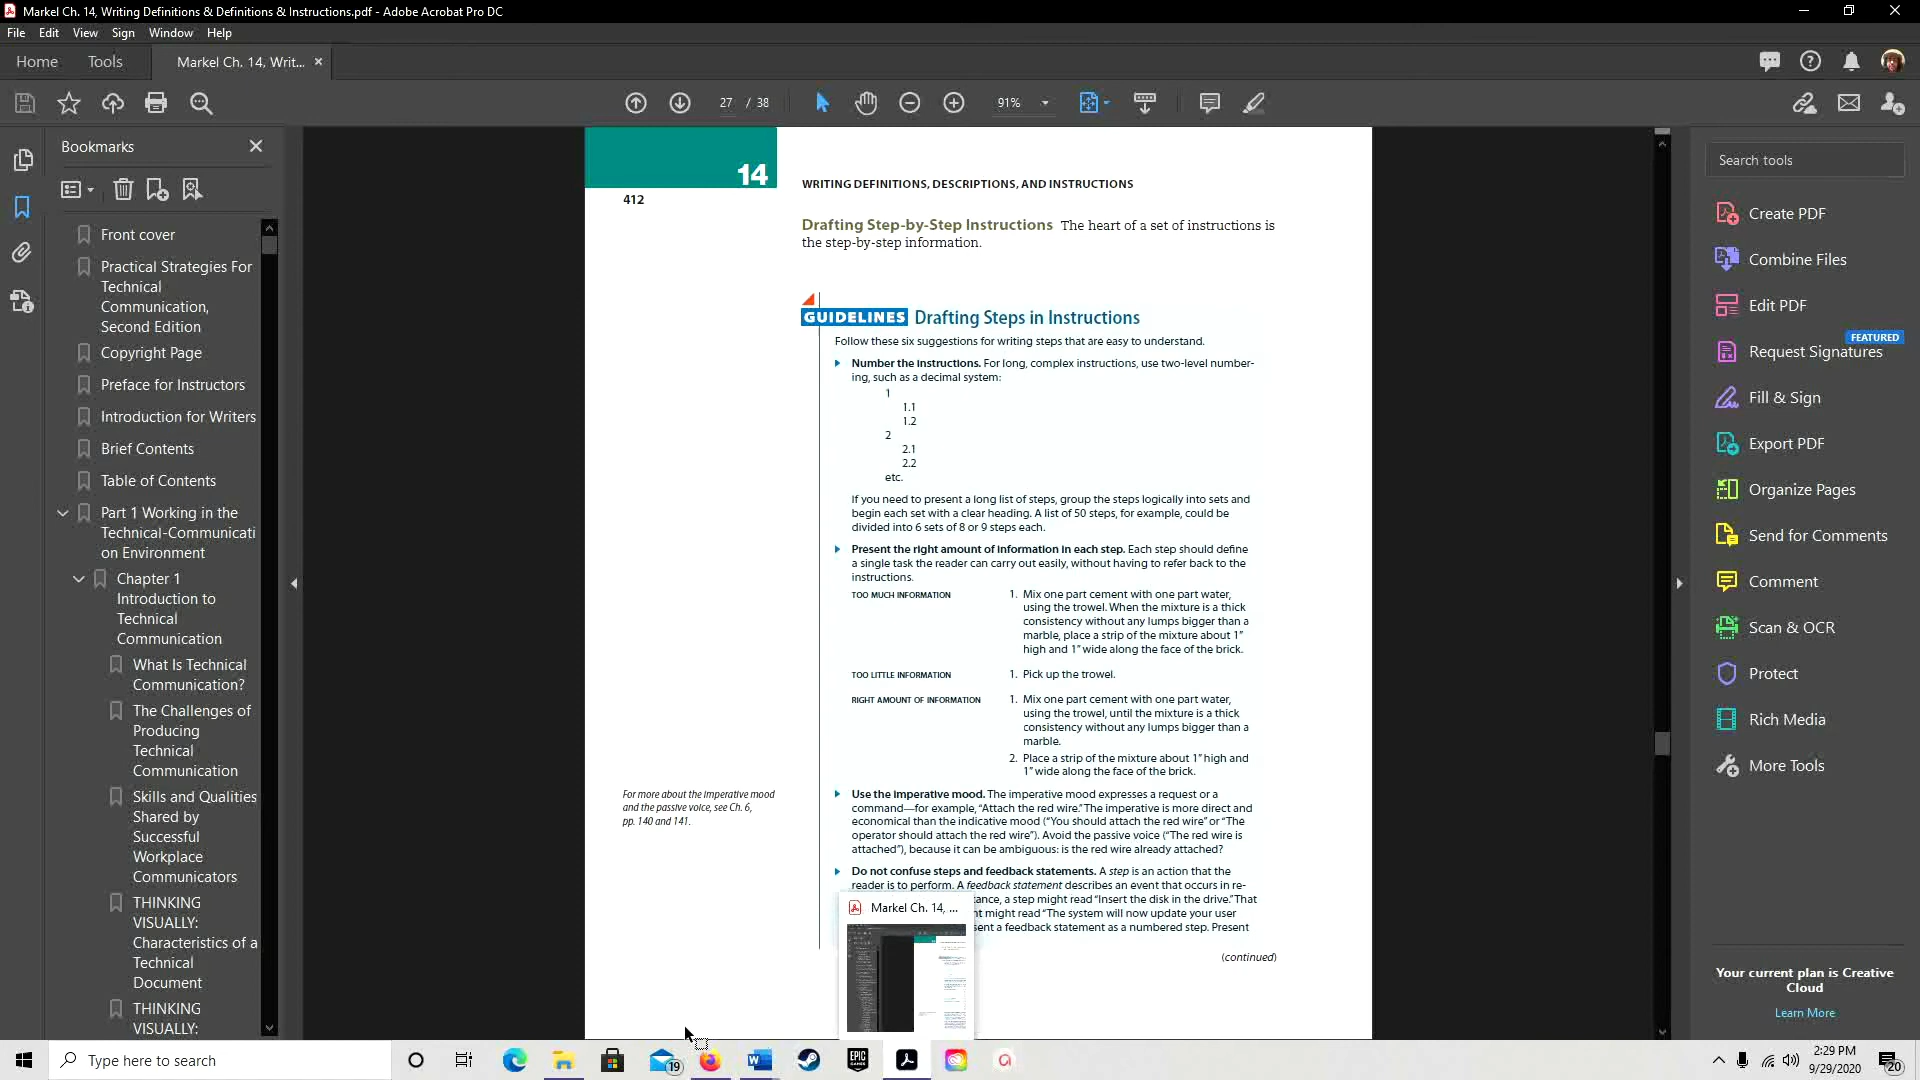 Markel Ch. 14, Writing Definitions & Definitions & Instructions.pdf - Adobe Acrobat Pro DC
File Edit View Sign Window Help
Home Tools Markel Ch. 14, Writ... ×
27 / 38 91%
Bookmarks
Front cover
Practical Strategies For
Technical
Communication,
Second Edition
Copyright Page
Preface for Instructors
Introduction for Writers
Brief Contents
Table of Contents
Part 1 Working in the
Technical-Communicati
on Environment
Chapter 1
Introduction to
Technical
Communication
What Is Technical
Communication?
The Challenges of
Producing
Technical
Communication
Skills and Qualities
Shared by
Successful
Workplace
Communicators
THINKING
VISUALLY:
Characteristics of a
Technical
Document
THINKING
VISUALLY:
14
412
WRITING DEFINITIONS, DESCRIPTIONS, AND INSTRUCTIONS
Drafting Step-by-Step Instructions The heart of a set of instructions is
the step-by-step information.
GUIDELINES Drafting Steps in Instructions
Follow these six suggestions for writing steps that are easy to understand.
Number the instructions. For long, complex instructions, use two-level number-
ing, such as a decimal system:
1
1.1
1.2
2
2.1
2.2
etc.
If you need to present a long list of steps, group the steps logically into sets and
begin each set with a clear heading. A list of 50 steps, for example, could be
divided into 6 sets of 8 or 9 steps each.
Present the right amount of information in each step. Each step should define
a single task the reader can carry out easily, without having to refer back to the
instructions.
TOO MUCH INFORMATION 1. Mix one part cement with one part water,
using the trowel. When the mixture is a thick
consistency without any lumps bigger than a
marble, place a strip of the mixture about 1”
high and 1” wide along the face of the brick.
TOO LITTLE INFORMATION 1. Pick up the trowel.
RIGHT AMOUNT OF INFORMATION 1. Mix one part cement with one part water,
using the trowel, until the mixture is a thick
consistency without any lumps bigger than a
marble.
2. Place a strip of the mixture about 1” high and
1” wide along the face of the brick.
For more about the imperative mood
and the passive voice, see Ch. 6,
pp. 140 and 141.
Use the imperative mood. The imperative mood expresses a request or a
command—for example, “Attach the red wire.” The imperative is more direct and
economical than the indicative mood (“You should attach the red wire” or “The
operator should attach the red wire”). Avoid the passive voice (“The red wire is
attached”), because it can be ambiguous: is the red wire already attached?
Do not confuse steps and feedback statements. A step is an action that the
reader is to perform. A feedback statement describes an event that occurs in re-
tance, a step might read “Insert the disk in the drive.” That
nt might read “The system will now update your user
sent a feedback statement as a numbered step. Present
(continued)
Markel Ch. 14, ...
Search tools
Create PDF
Combine Files
Edit PDF
FEATURED
Request Signatures
Fill & Sign
Export PDF
Organize Pages
Send for Comments
Comment
Scan & OCR
Protect
Rich Media
More Tools
Your current plan is Creative
Cloud
Learn More
Type here to search
19
EPIC
GAMES
2:29 PM
9/29/2020
20